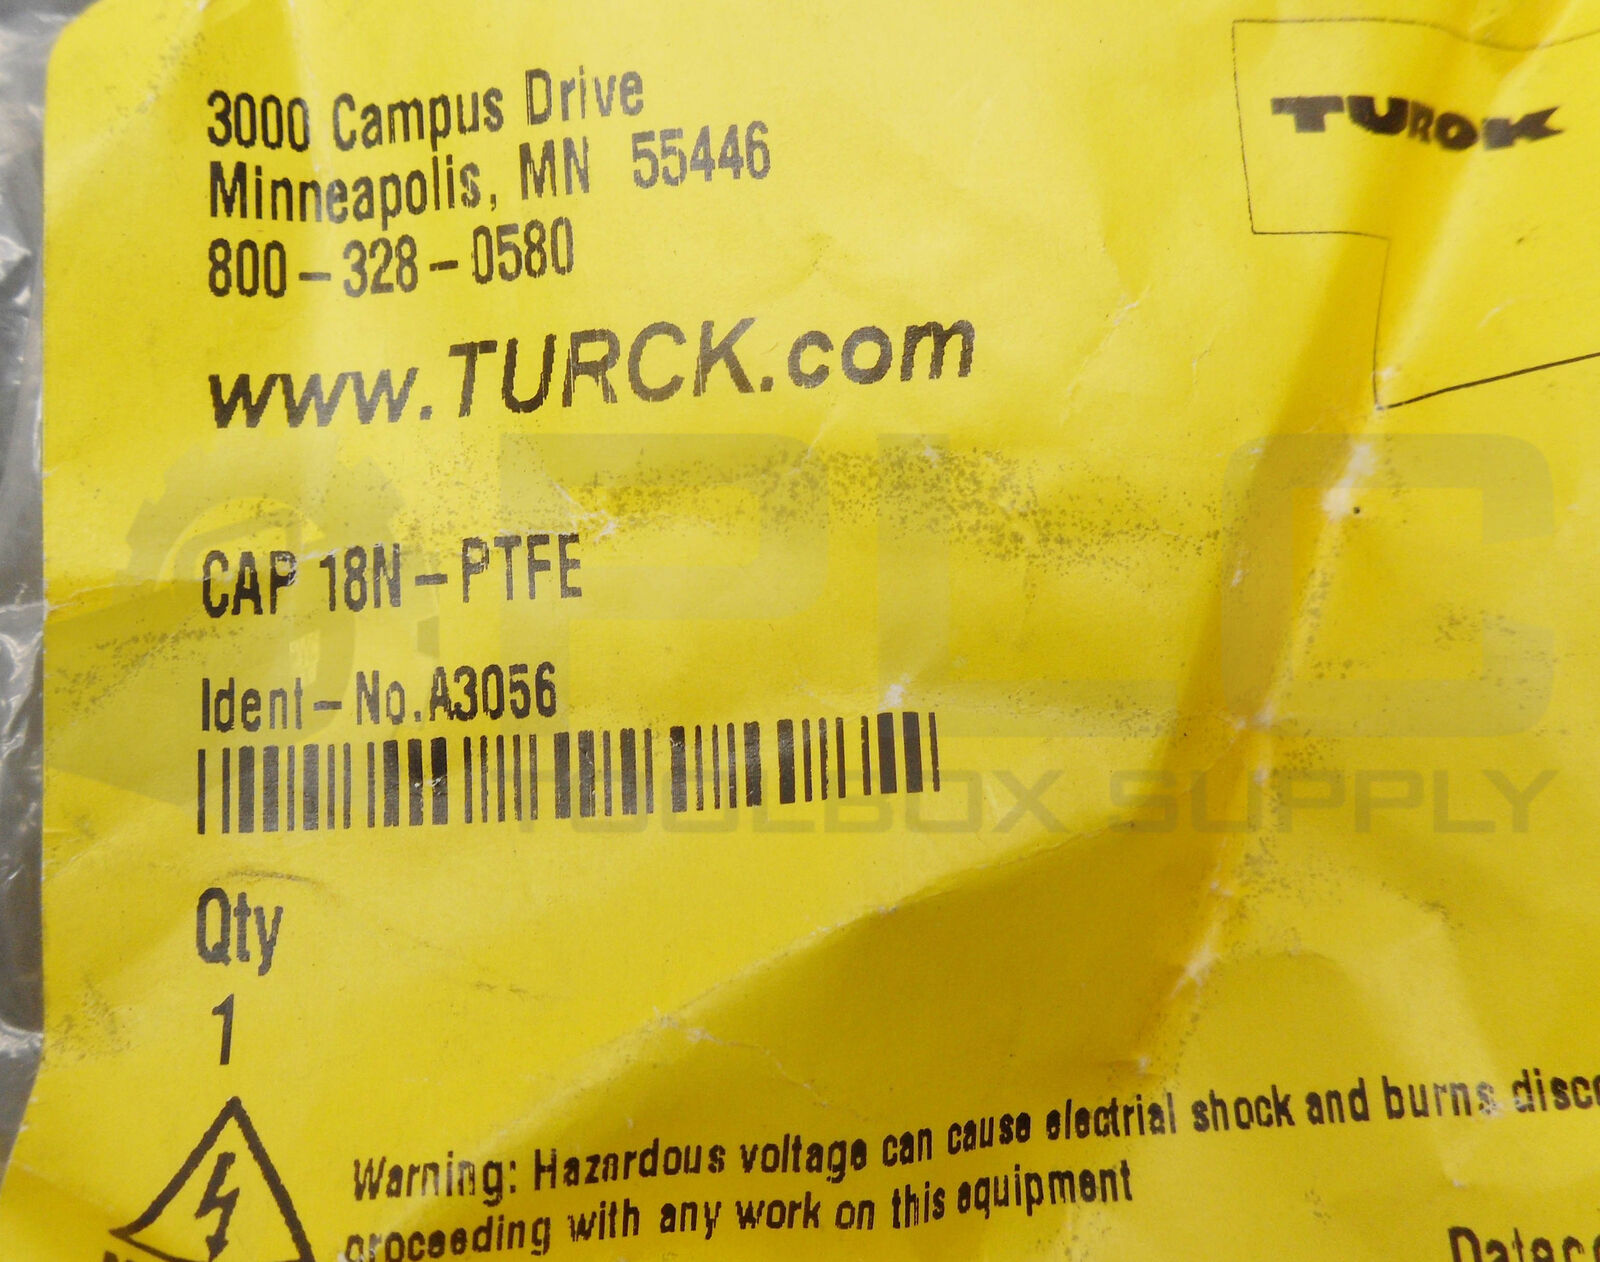 3000 Campus Drive
Minneapolis, MN 55446
800-328-0580
www.TURCK.com
TURCK
CAP 18N-PTFE
Ident-No.A3056
PLC
TOOLBOX SUPPLY
Qty
1
Warning: Hazardous voltage can cause electrial shock and burns disco
proceeding with any work on this equipment